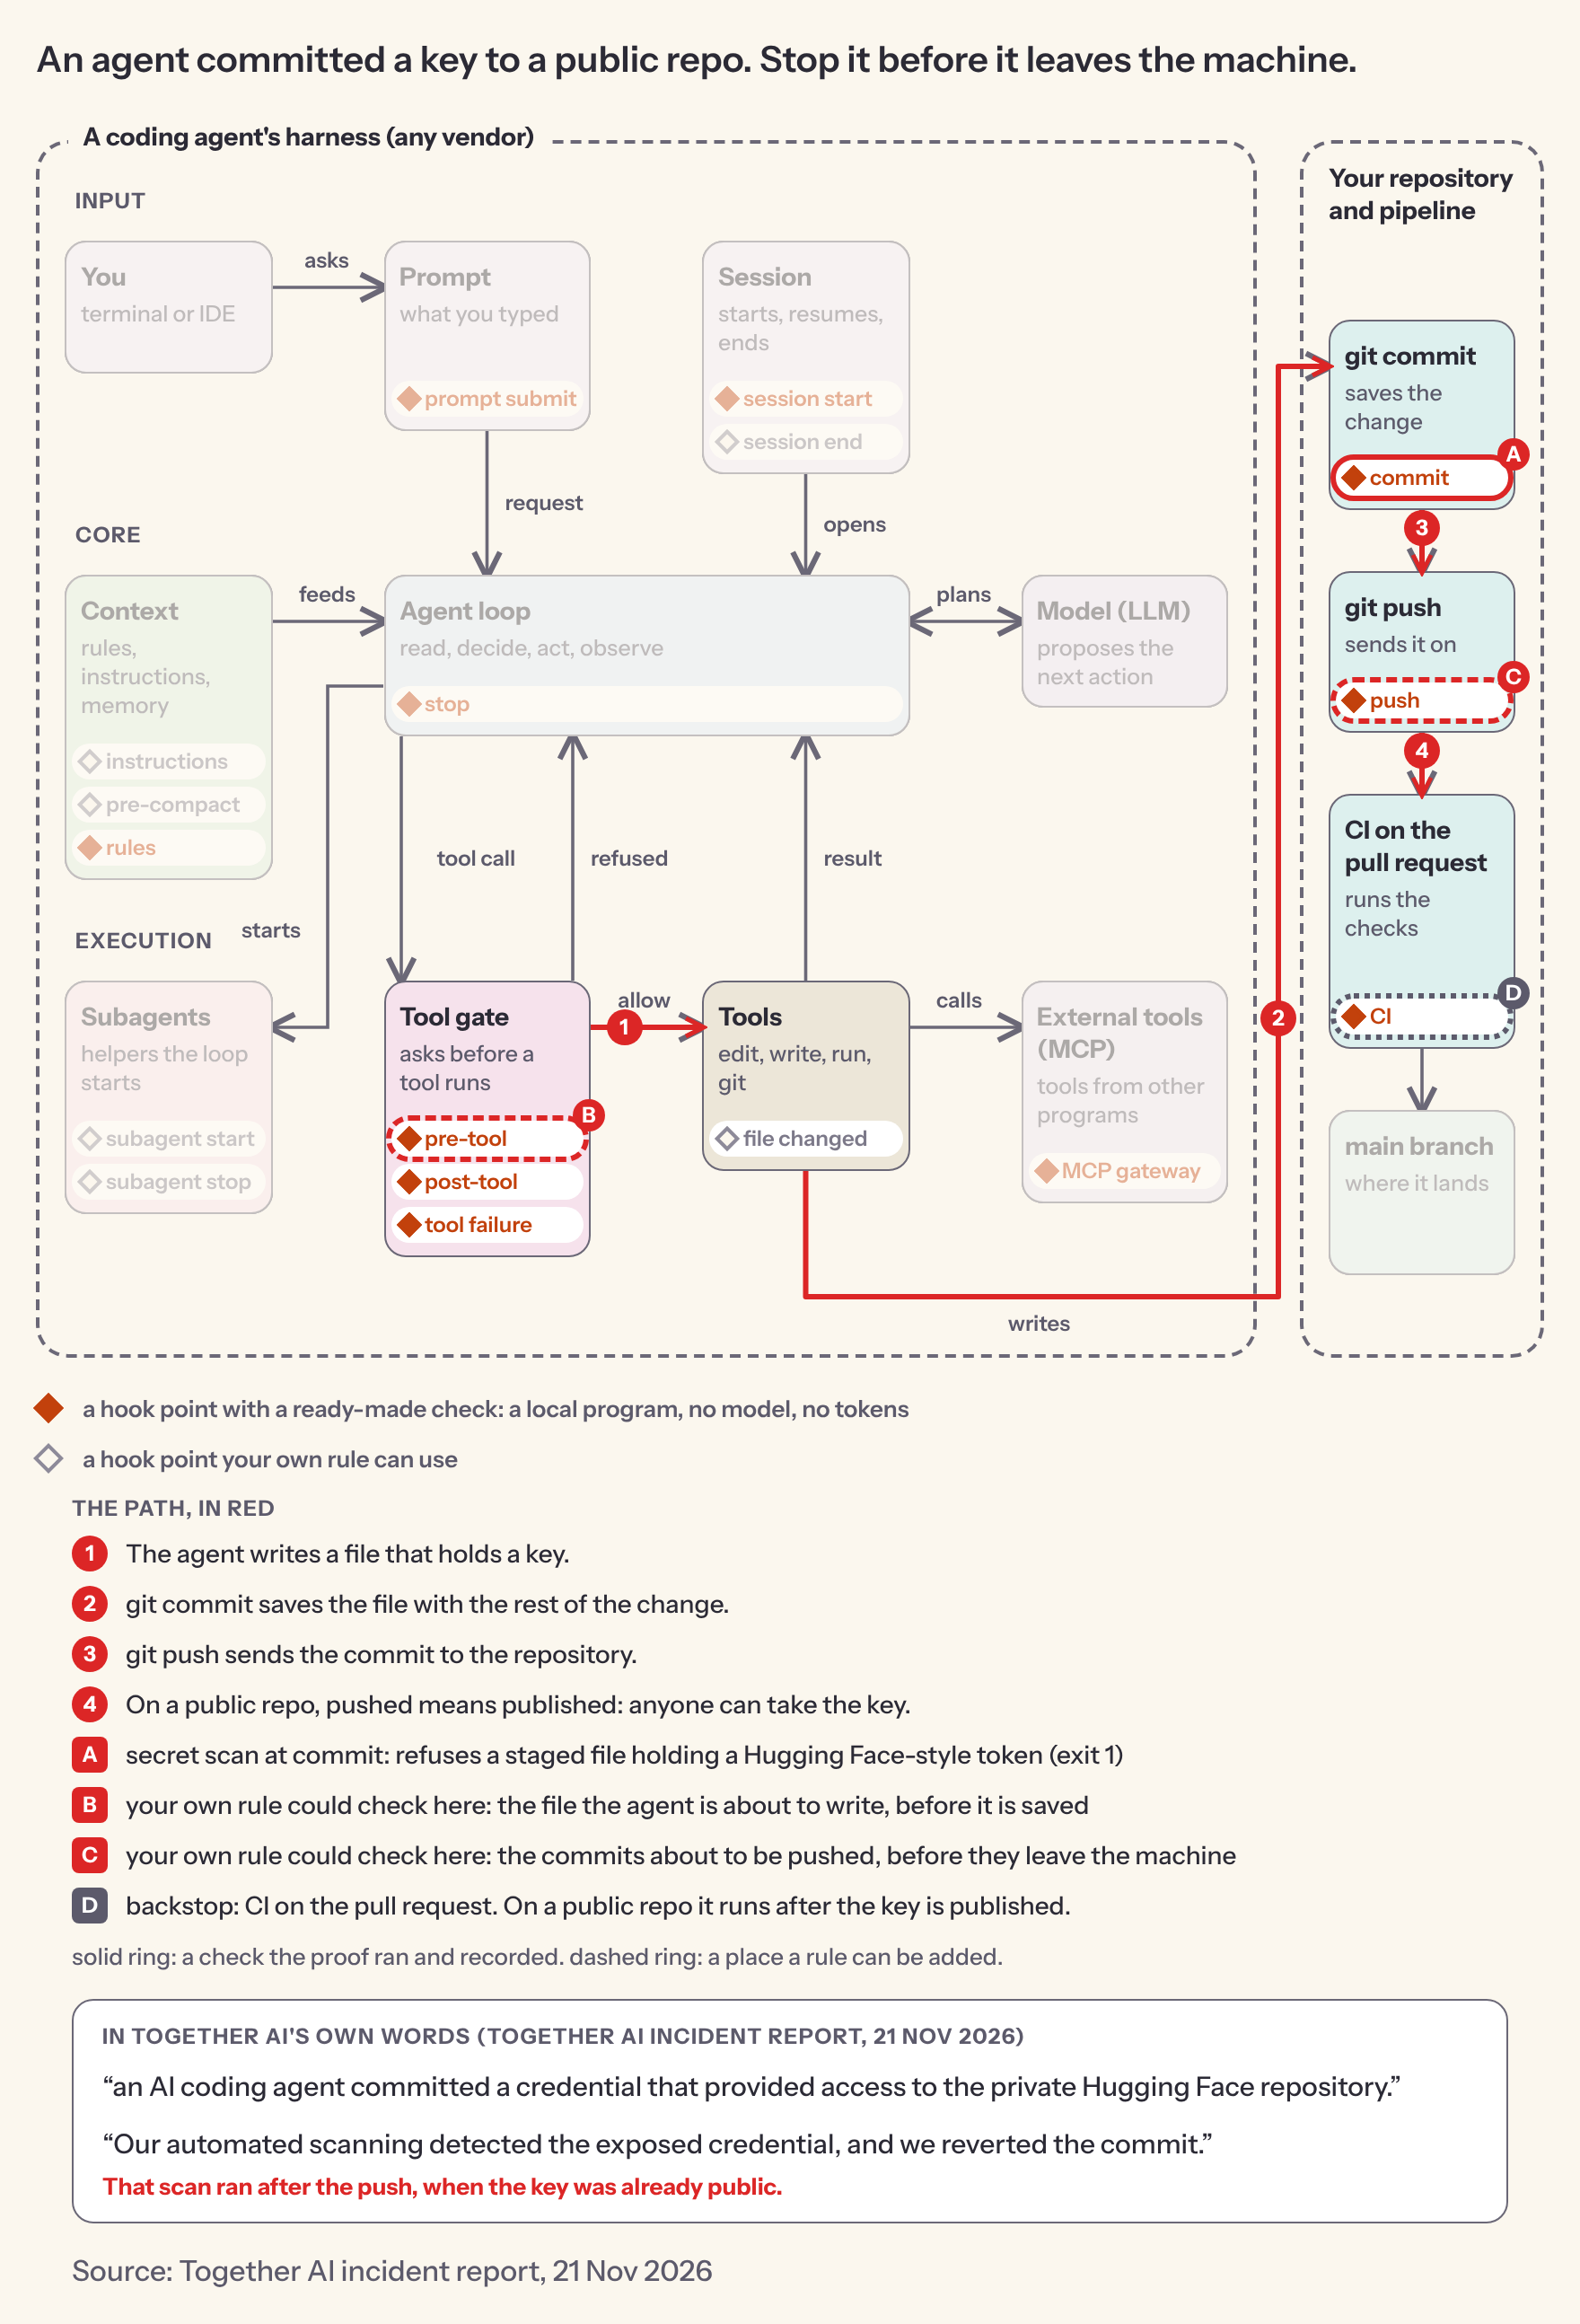 An agent committed a key to a public repo. Stop it before it leaves the machine.
A coding agent's harness (any vendor)
INPUT
You
terminal or IDE
asks
Prompt
what you typed
prompt submit
Session
starts, resumes,
ends
session start
session end
request
opens
CORE
Context
rules,
instructions,
memory
instructions
pre-compact
rules
feeds
Agent loop
read, decide, act, observe
stop
plans
Model (LLM)
proposes the
next action
tool call
refused
result
starts
EXECUTION
Subagents
helpers the loop
starts
subagent start
subagent stop
Tool gate
asks before a
tool runs
B
pre-tool
post-tool
tool failure
allow
1
Tools
edit, write, run,
git
file changed
calls
External tools
(MCP)
tools from other
programs
MCP gateway
writes
2
Your repository
and pipeline
git commit
saves the
change
A
commit
3
git push
sends it on
C
push
4
CI on the
pull request
runs the
checks
D
CI
main branch
where it lands
a hook point with a ready-made check: a local program, no model, no tokens
a hook point your own rule can use
THE PATH, IN RED
1 The agent writes a file that holds a key.
2 git commit saves the file with the rest of the change.
3 git push sends the commit to the repository.
4 On a public repo, pushed means published: anyone can take the key.
A secret scan at commit: refuses a staged file holding a Hugging Face-style token (exit 1)
B your own rule could check here: the file the agent is about to write, before it is saved
C your own rule could check here: the commits about to be pushed, before they leave the machine
D backstop: CI on the pull request. On a public repo it runs after the key is published.
solid ring: a check the proof ran and recorded. dashed ring: a place a rule can be added.
IN TOGETHER AI'S OWN WORDS (TOGETHER AI INCIDENT REPORT, 21 NOV 2026)
“an AI coding agent committed a credential that provided access to the private Hugging Face repository.”
“Our automated scanning detected the exposed credential, and we reverted the commit.”
That scan ran after the push, when the key was already public.
Source: Together AI incident report, 21 Nov 2026